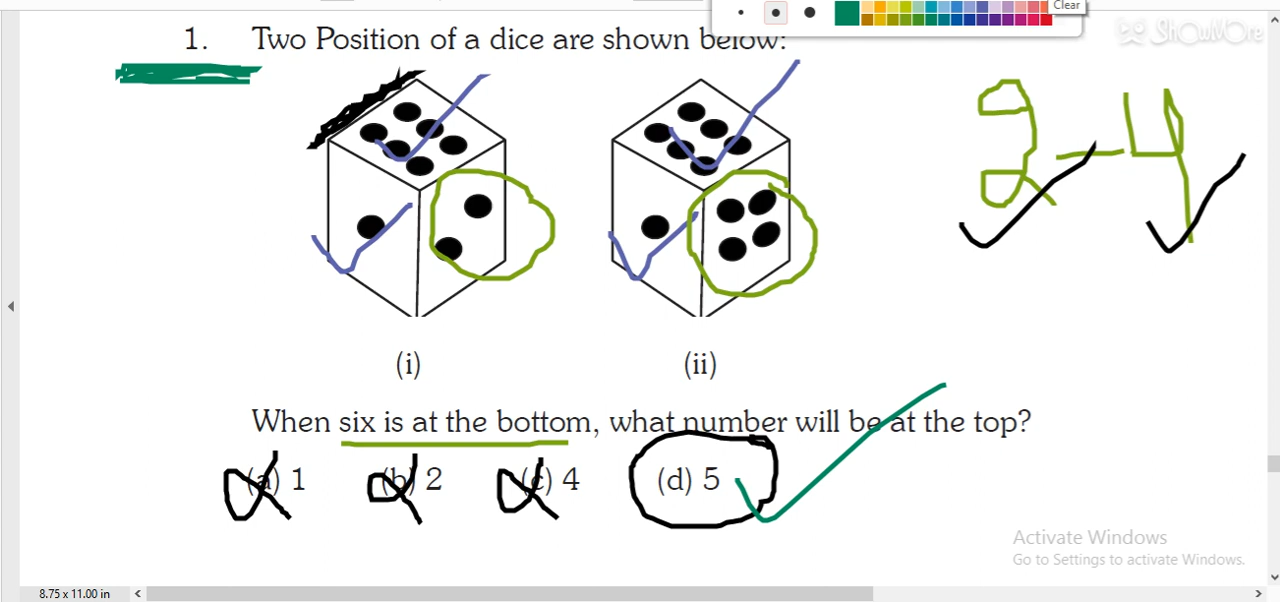 Clear
ShowMore
1. Two Position of a dice are shown below:
2-4
(i) (ii)
When six is at the bottom, what number will be at the top?
(a) 1 (b) 2 (c) 4 (d) 5
Activate Windows
Go to Settings to activate Windows.
8.75 x 11.00 in